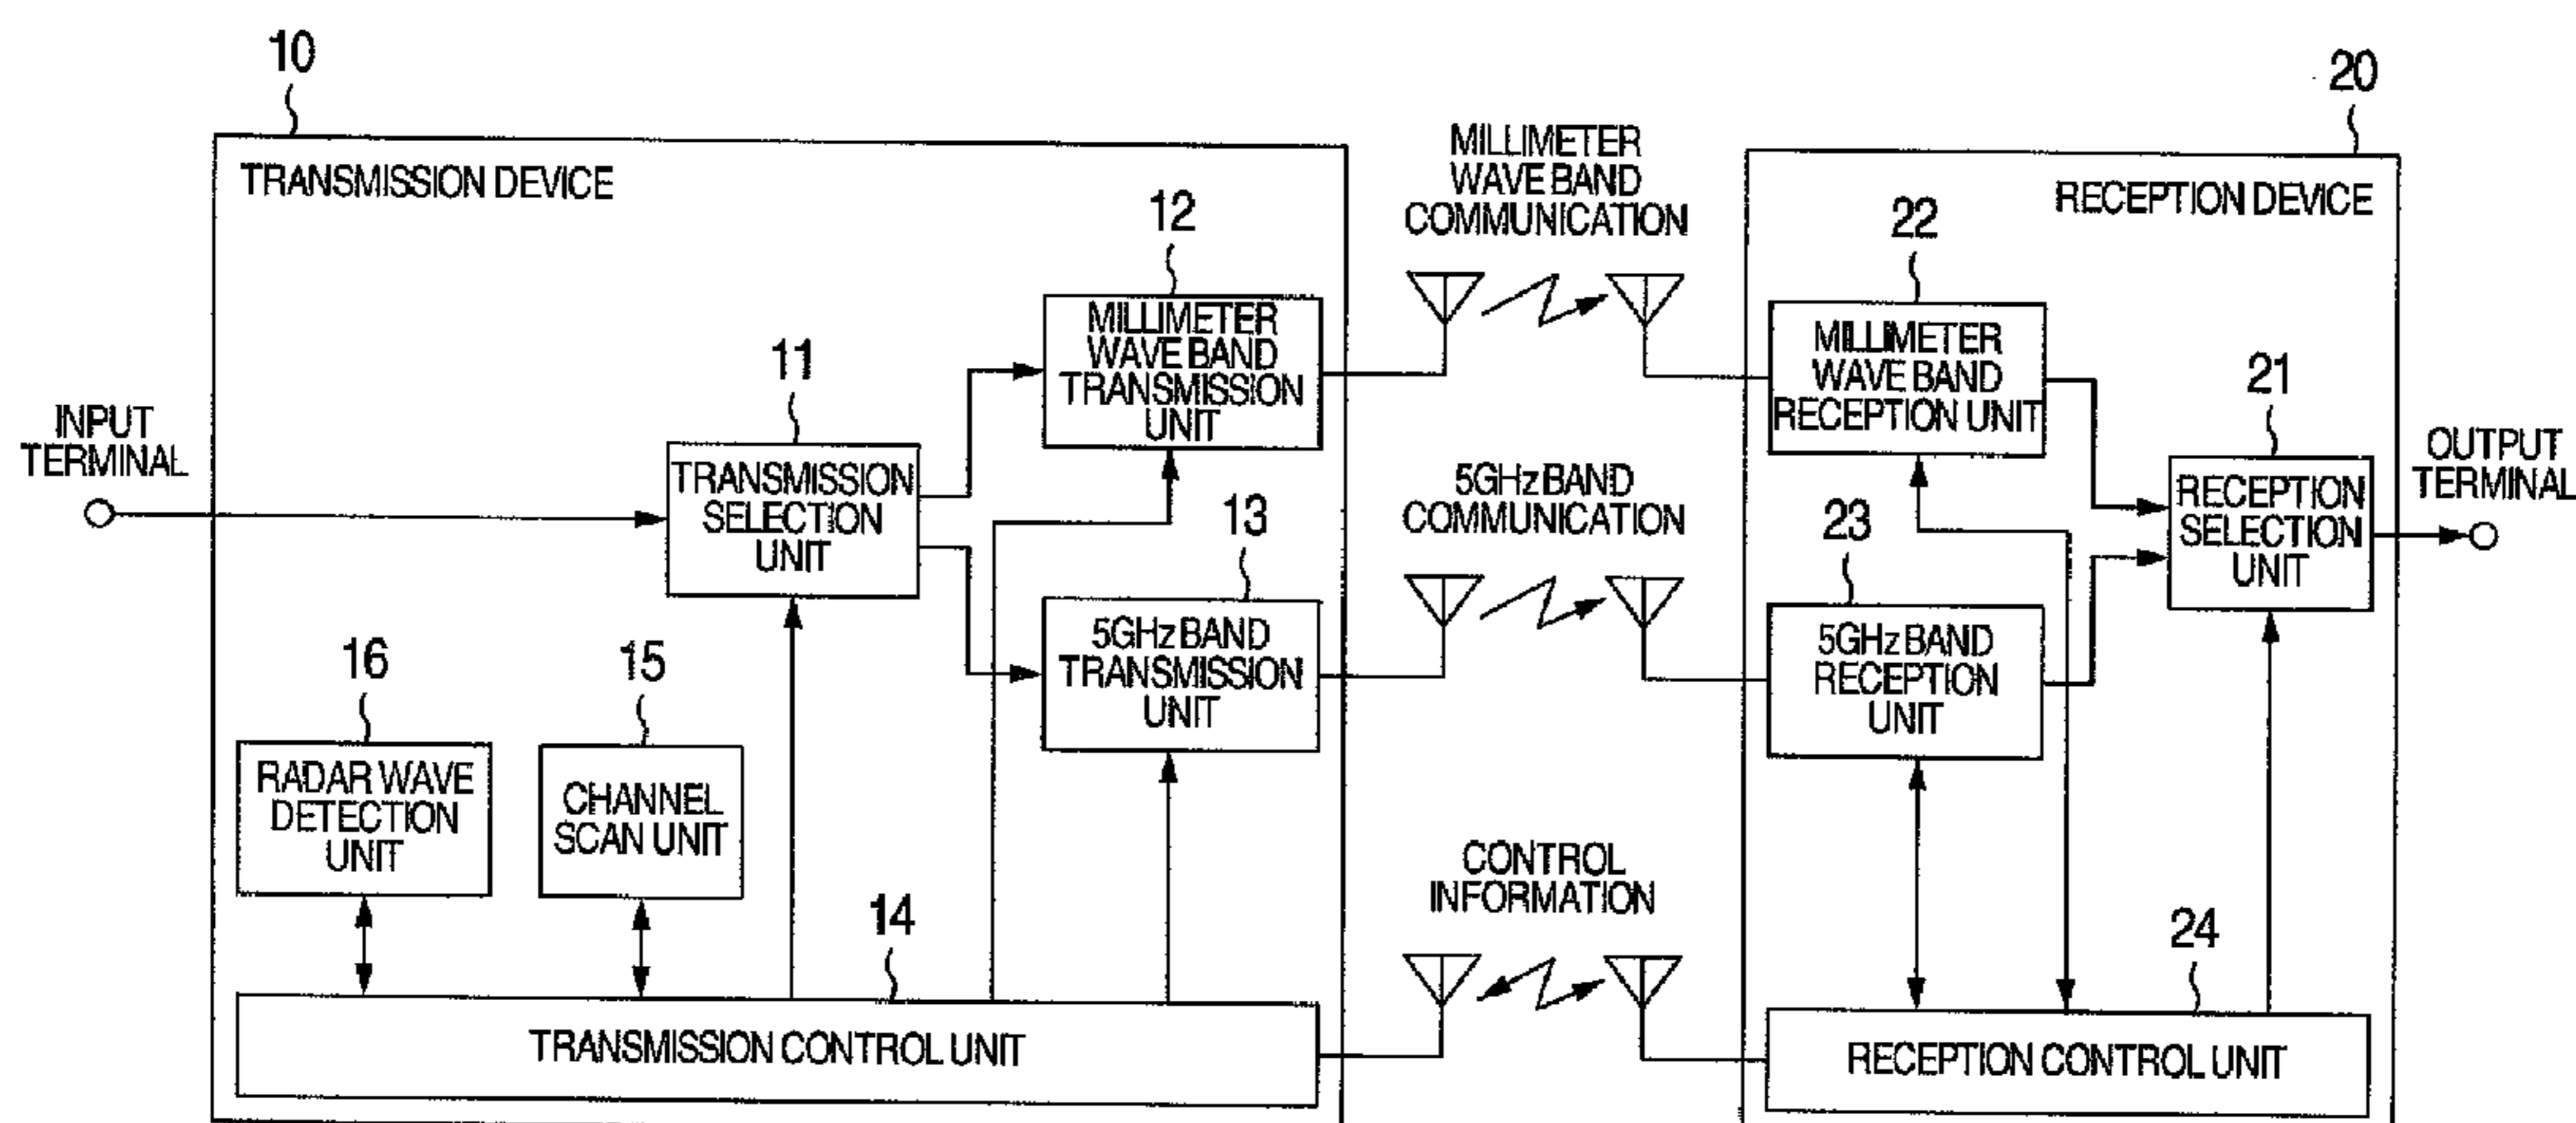 10
20
TRANSMISSION DEVICE
MILLIMETER
WAVE BAND
COMMUNICATION
RECEPTION DEVICE
12
MILLIMETER
WAVE BAND
TRANSMISSION
UNIT
22
MILLIMETER
WAVE BAND
RECEPTION UNIT
11
TRANSMISSION
SELECTION
UNIT
21
RECEPTION
SELECTION
UNIT
INPUT
TERMINAL
OUTPUT
TERMINAL
5GHz BAND
COMMUNICATION
13
5GHz BAND
TRANSMISSION
UNIT
23
5GHz BAND
RECEPTION
UNIT
16
RADAR WAVE
DETECTION
UNIT
15
CHANNEL
SCAN UNIT
CONTROL
INFORMATION
14
TRANSMISSION CONTROL UNIT
24
RECEPTION CONTROL UNIT